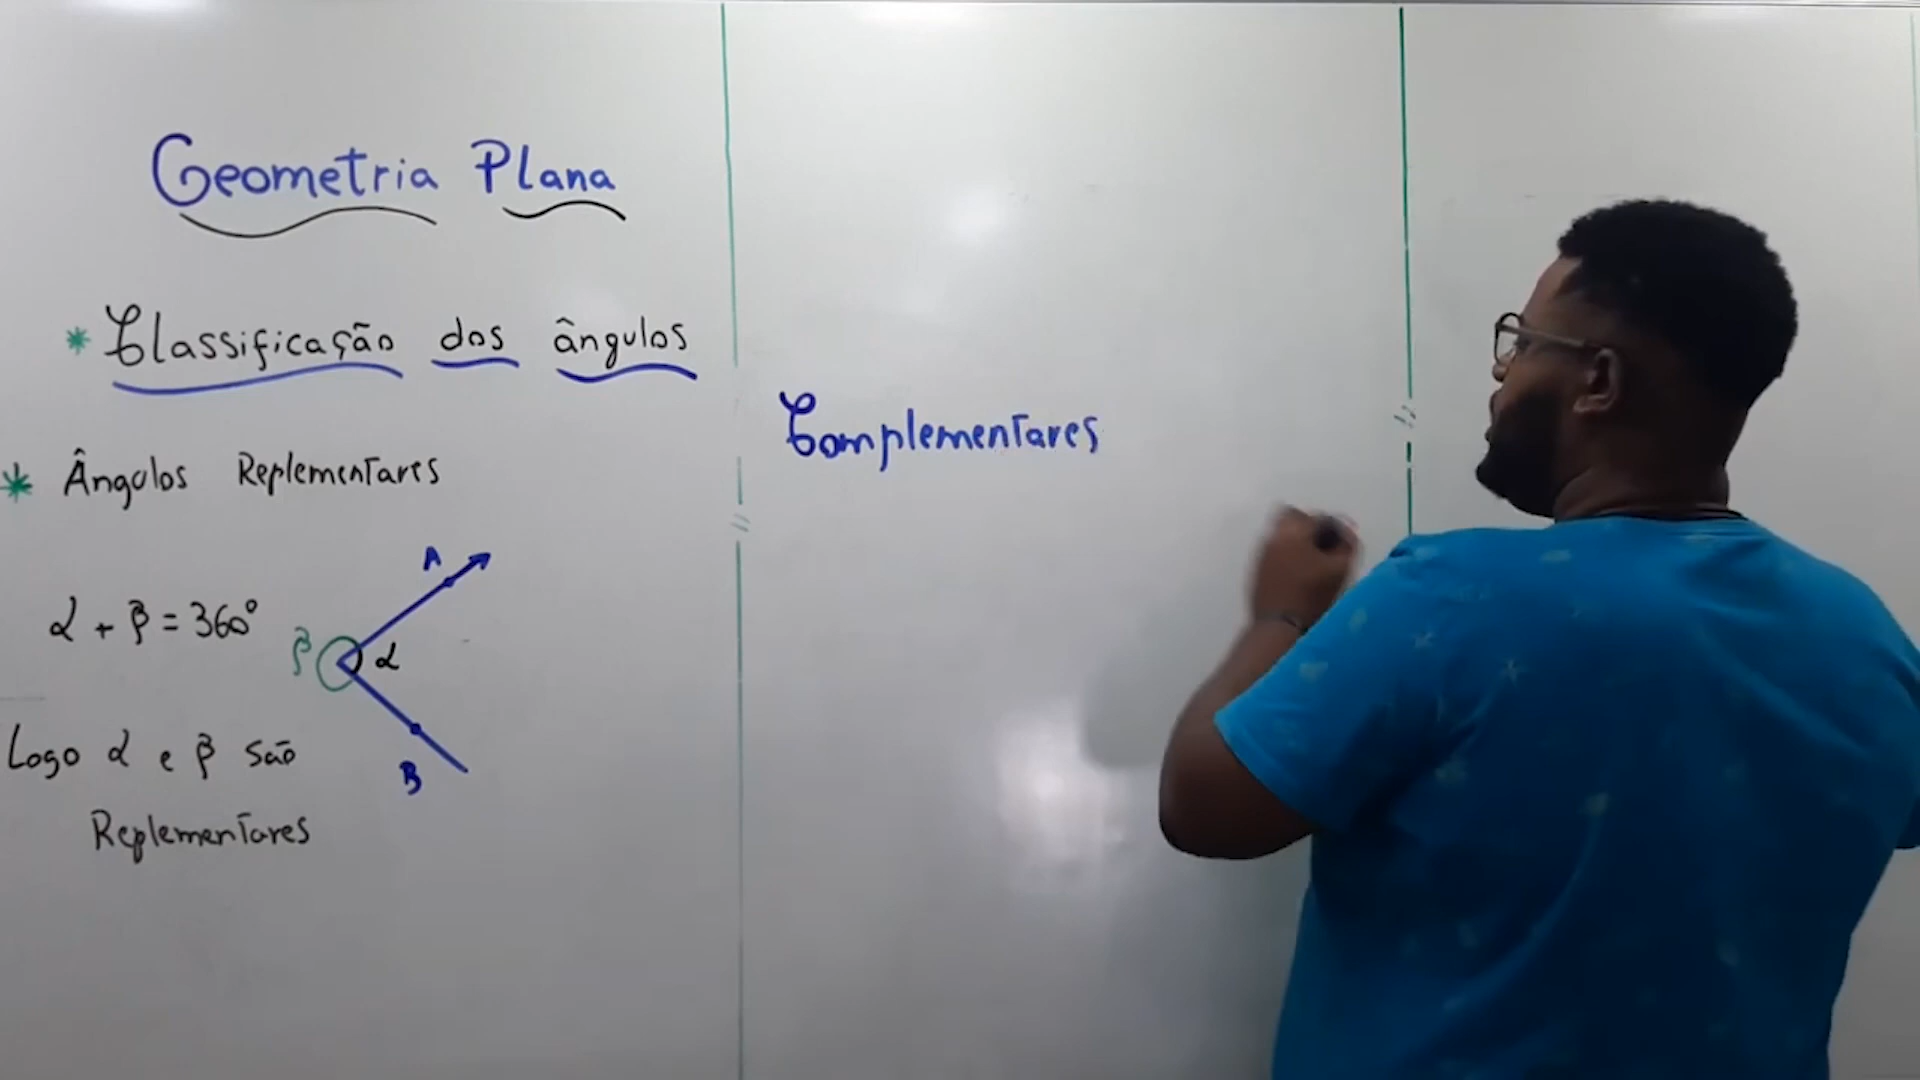 Geometria Plana
* Classificação dos ângulos
* Ângulos Replementares
A
α + β = 360°
β
α
Logo α e β são
B
Replementares
Complementares